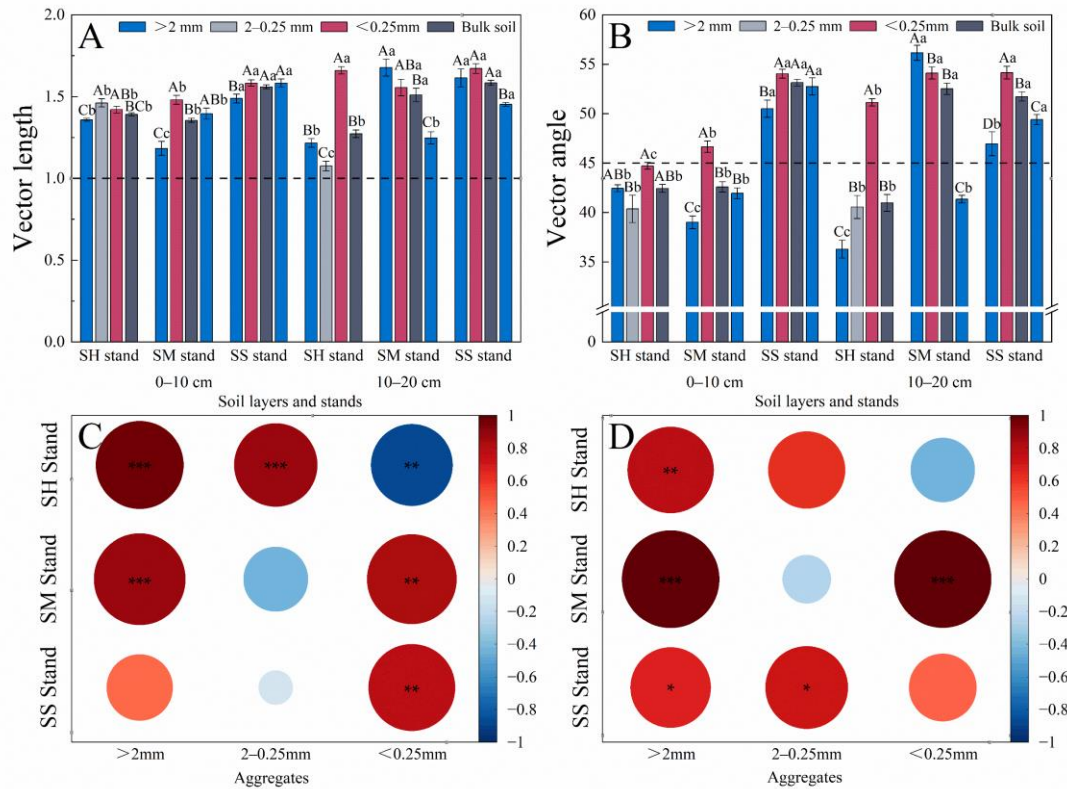 A
>2 mm 2–0.25 mm <0.25mm Bulk soil
Vector length
2.0
1.5
1.0
0.5
0.0
Cb Ab ABb BCb
Cc Ab Bb ABb
Ba Aa Aa Aa
Bb Cc Aa Bb
Aa ABa Ba Cb
Aa Aa Aa Ba
SH stand SM stand SS stand SH stand SM stand SS stand
0–10 cm 10–20 cm
Soil layers and stands
B
>2 mm 2–0.25 mm <0.25mm Bulk soil
Vector angle
60
55
50
45
40
35
0
ABb Bb Ac ABb
Cc Ab Bb Bb
Ba Aa Aa Aa
Cc Bb Ab Bb
Aa Ba Ba Cb
Db Aa Ba Ca
SH stand SM stand SS stand SH stand SM stand SS stand
0–10 cm 10–20 cm
Soil layers and stands
C
SH Stand
SM Stand
SS Stand
*** *** **
*** **
**
>2mm 2–0.25mm <0.25mm
Aggregates
1
0.8
0.6
0.4
0.2
0
−0.2
−0.4
−0.6
−0.8
−1
D
SH Stand
SM Stand
SS Stand
**
*** ***
* *
>2mm 2–0.25mm <0.25mm
Aggregates
1
0.8
0.6
0.4
0.2
0
−0.2
−0.4
−0.6
−0.8
−1